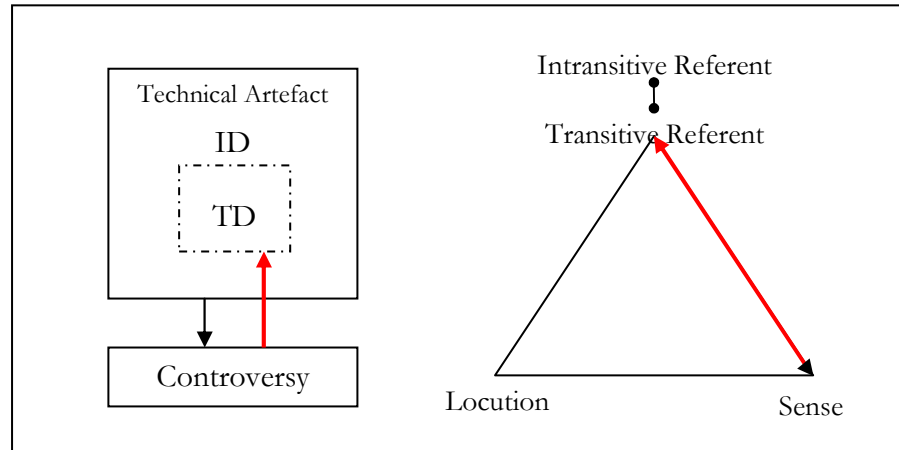 Technical Artefact
ID
TD
Controversy
Intransitive Referent
Transitive Referent
Locution
Sense